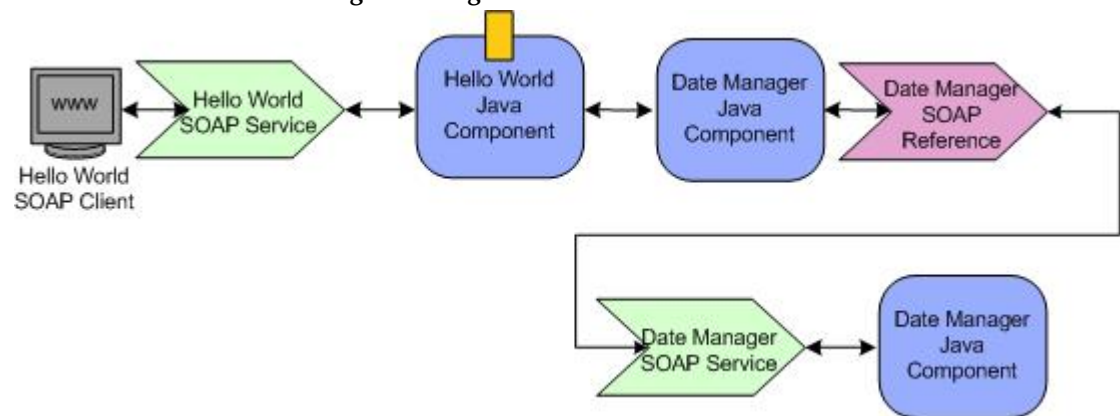 www
Hello World
SOAP Client
Hello World
SOAP Service
Hello World
Java
Component
Date Manager
Java
Component
Date Manager
SOAP
Reference
Date Manager
SOAP Service
Date Manager
Java
Component